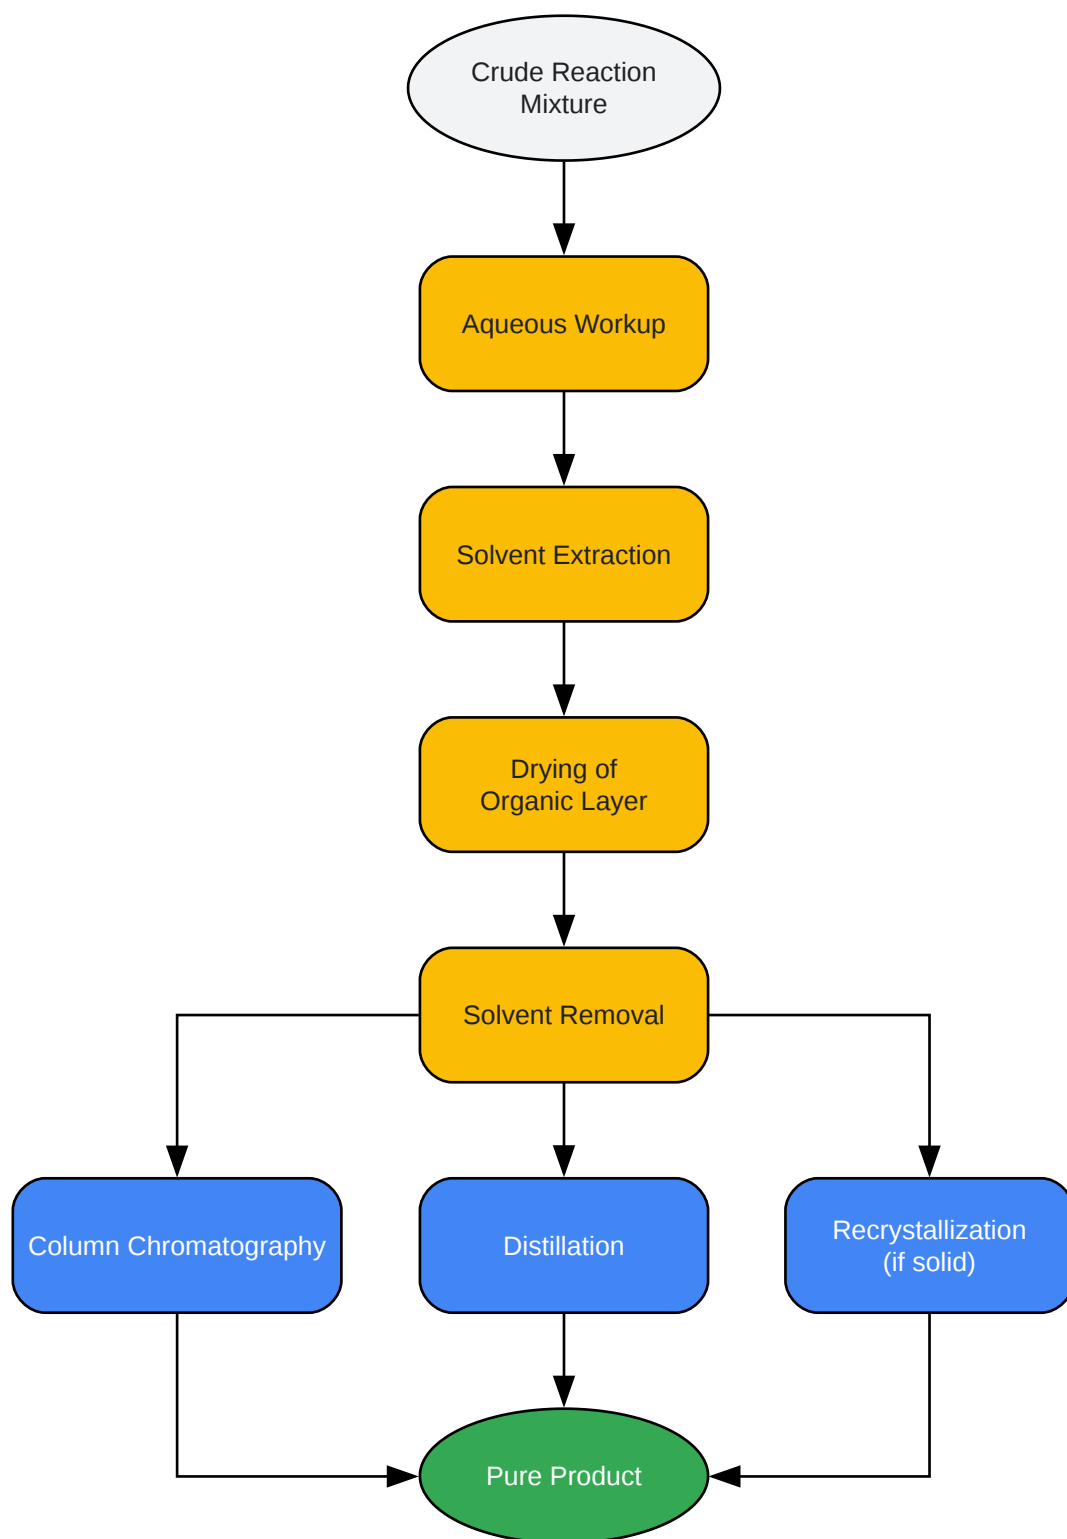 Crude Reaction
Mixture
Aqueous Workup
Solvent Extraction
Drying of
Organic Layer
Solvent Removal
Column Chromatography
Distillation
Recrystallization
(if solid)
Pure Product